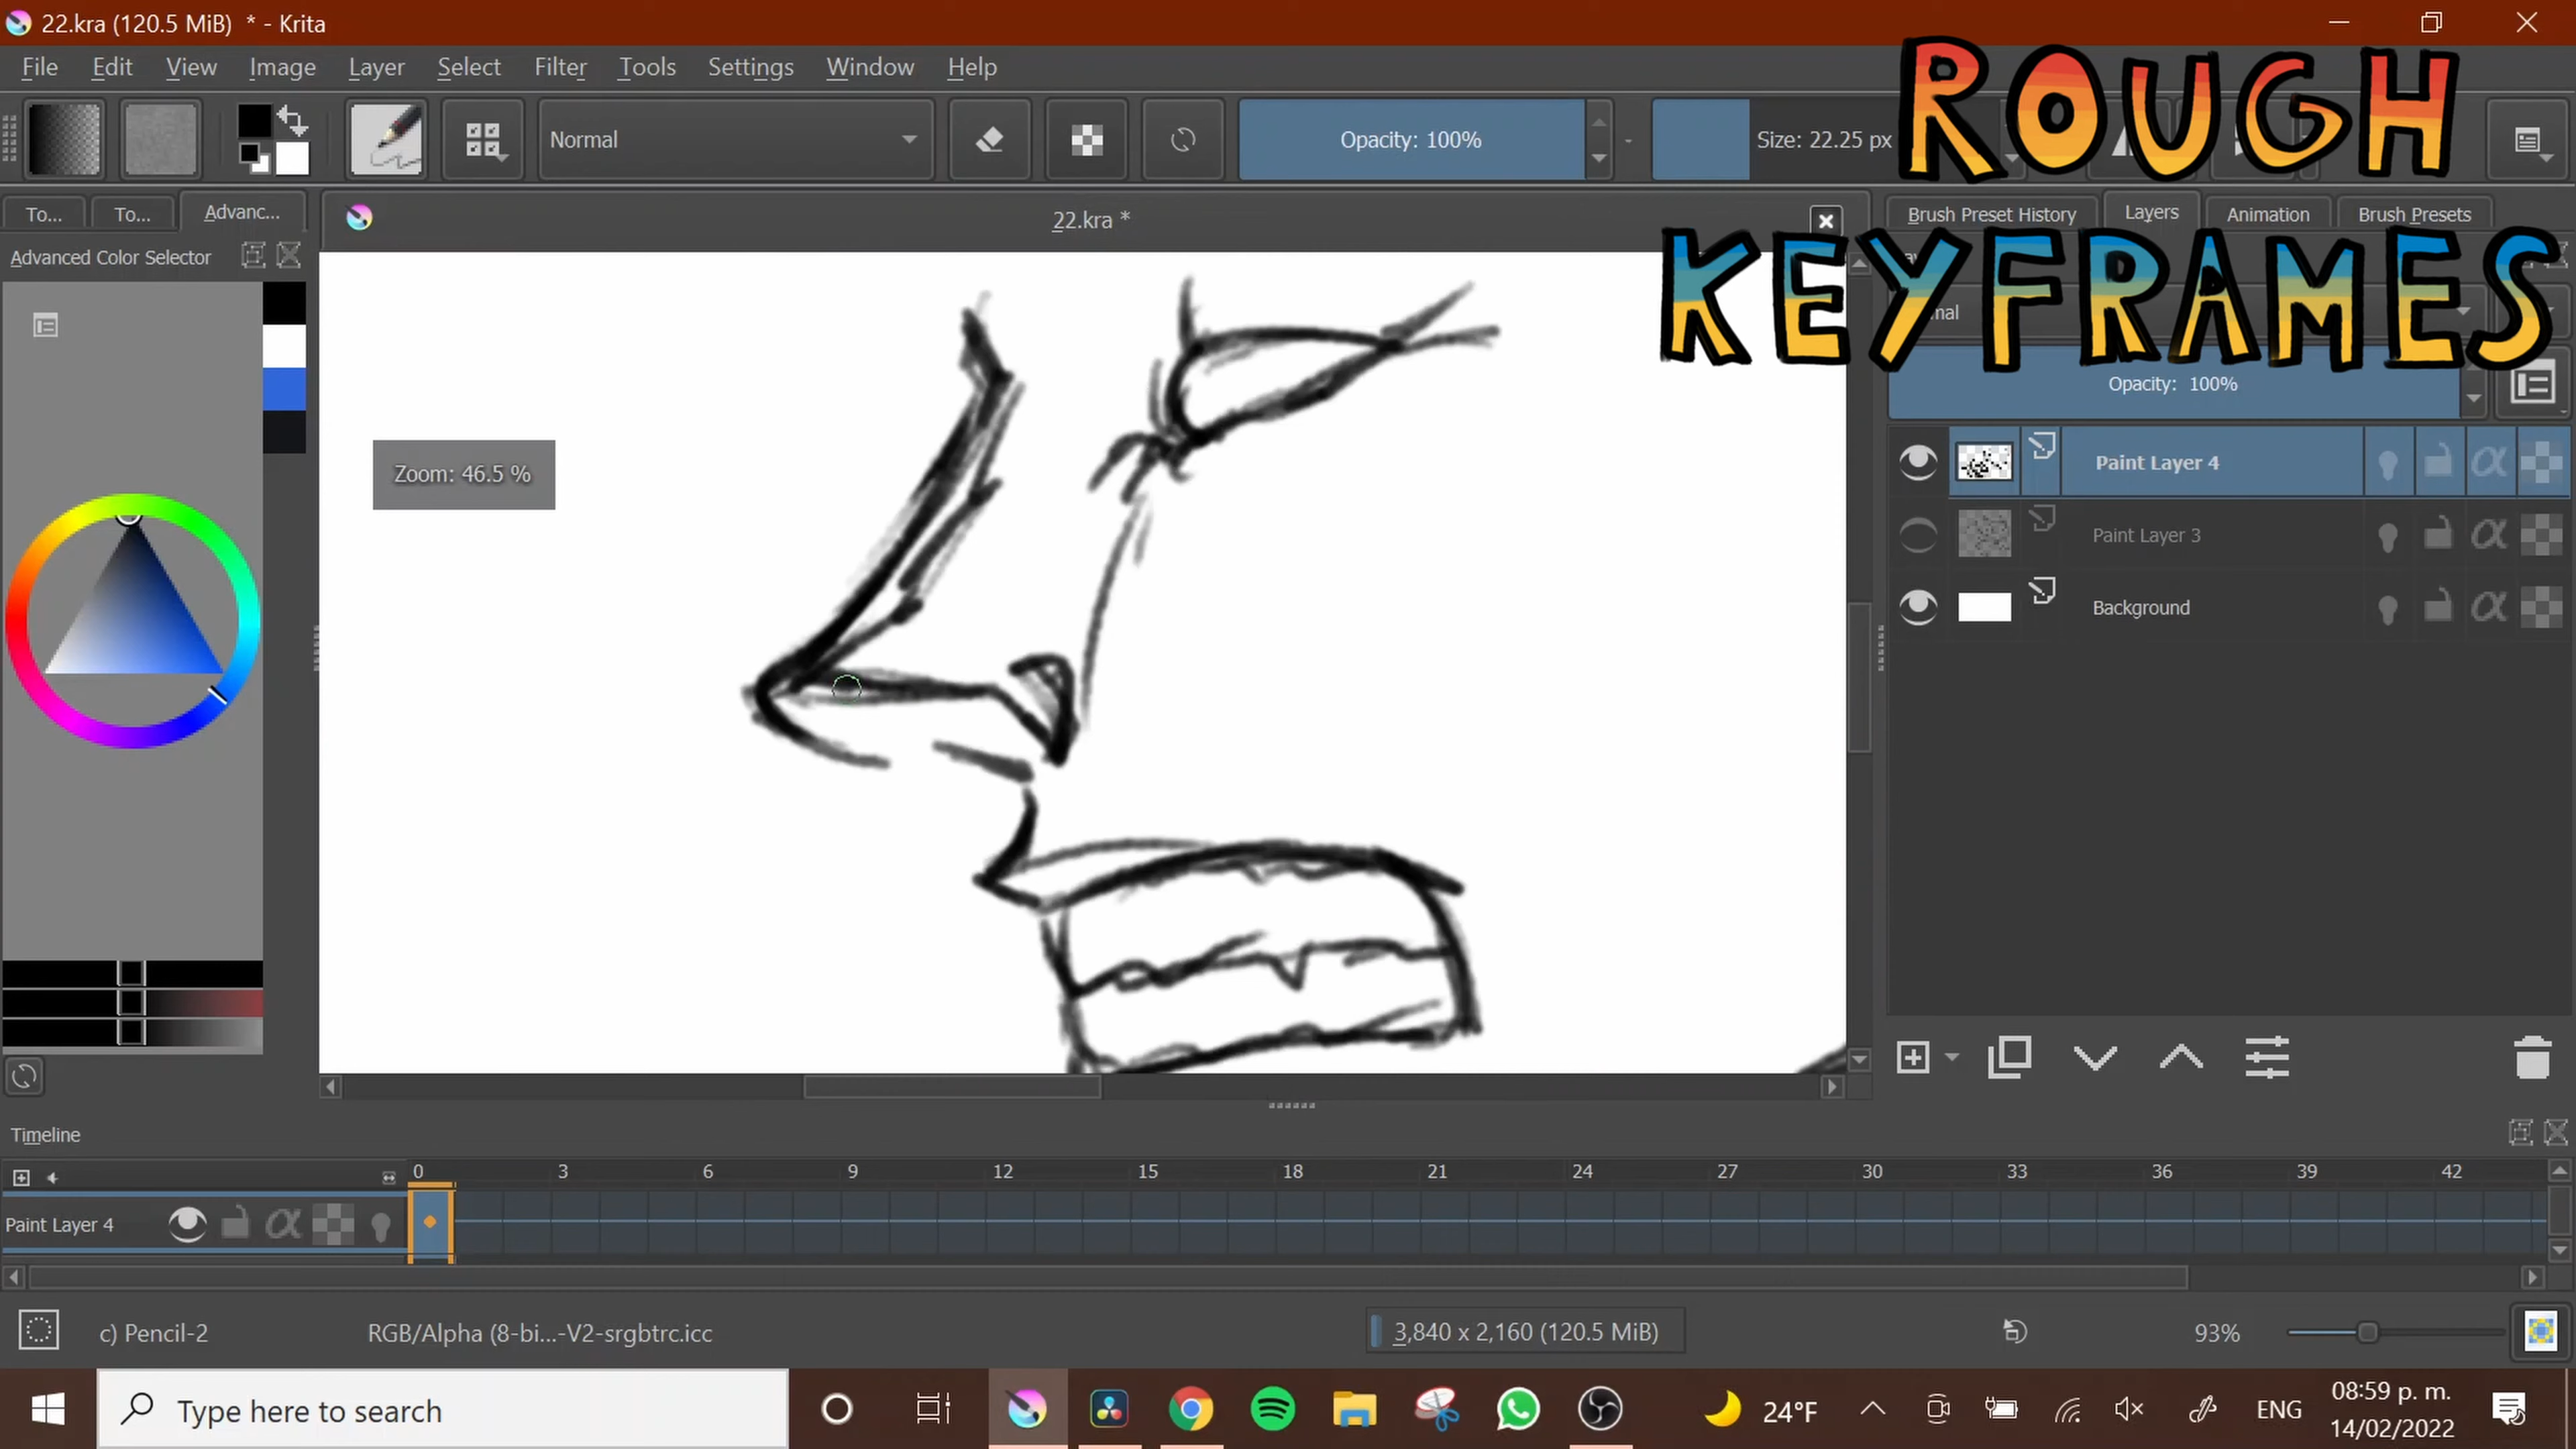 22.kra (120.5 MiB) * - Krita
File Edit View Image Layer Select Filter Tools Settings Window Help
ROUGH
KEYFRAMES
Normal
Opacity: 100%
Size: 22.25 px
To... To... Advanc...
22.kra *
Brush Preset History Layers Animation Brush Presets
Advanced Color Selector
mal
Opacity: 100%
Zoom: 46.5 %
Paint Layer 4
Paint Layer 3
Background
Timeline
0 3 6 9 12 15 18 21 24 27 30 33 36 39 42
Paint Layer 4
c) Pencil-2
RGB/Alpha (8-bi...-V2-srgbtrc.icc
3,840 x 2,160 (120.5 MiB)
93%
Type here to search
24°F
ENG
08:59 p. m.
14/02/2022